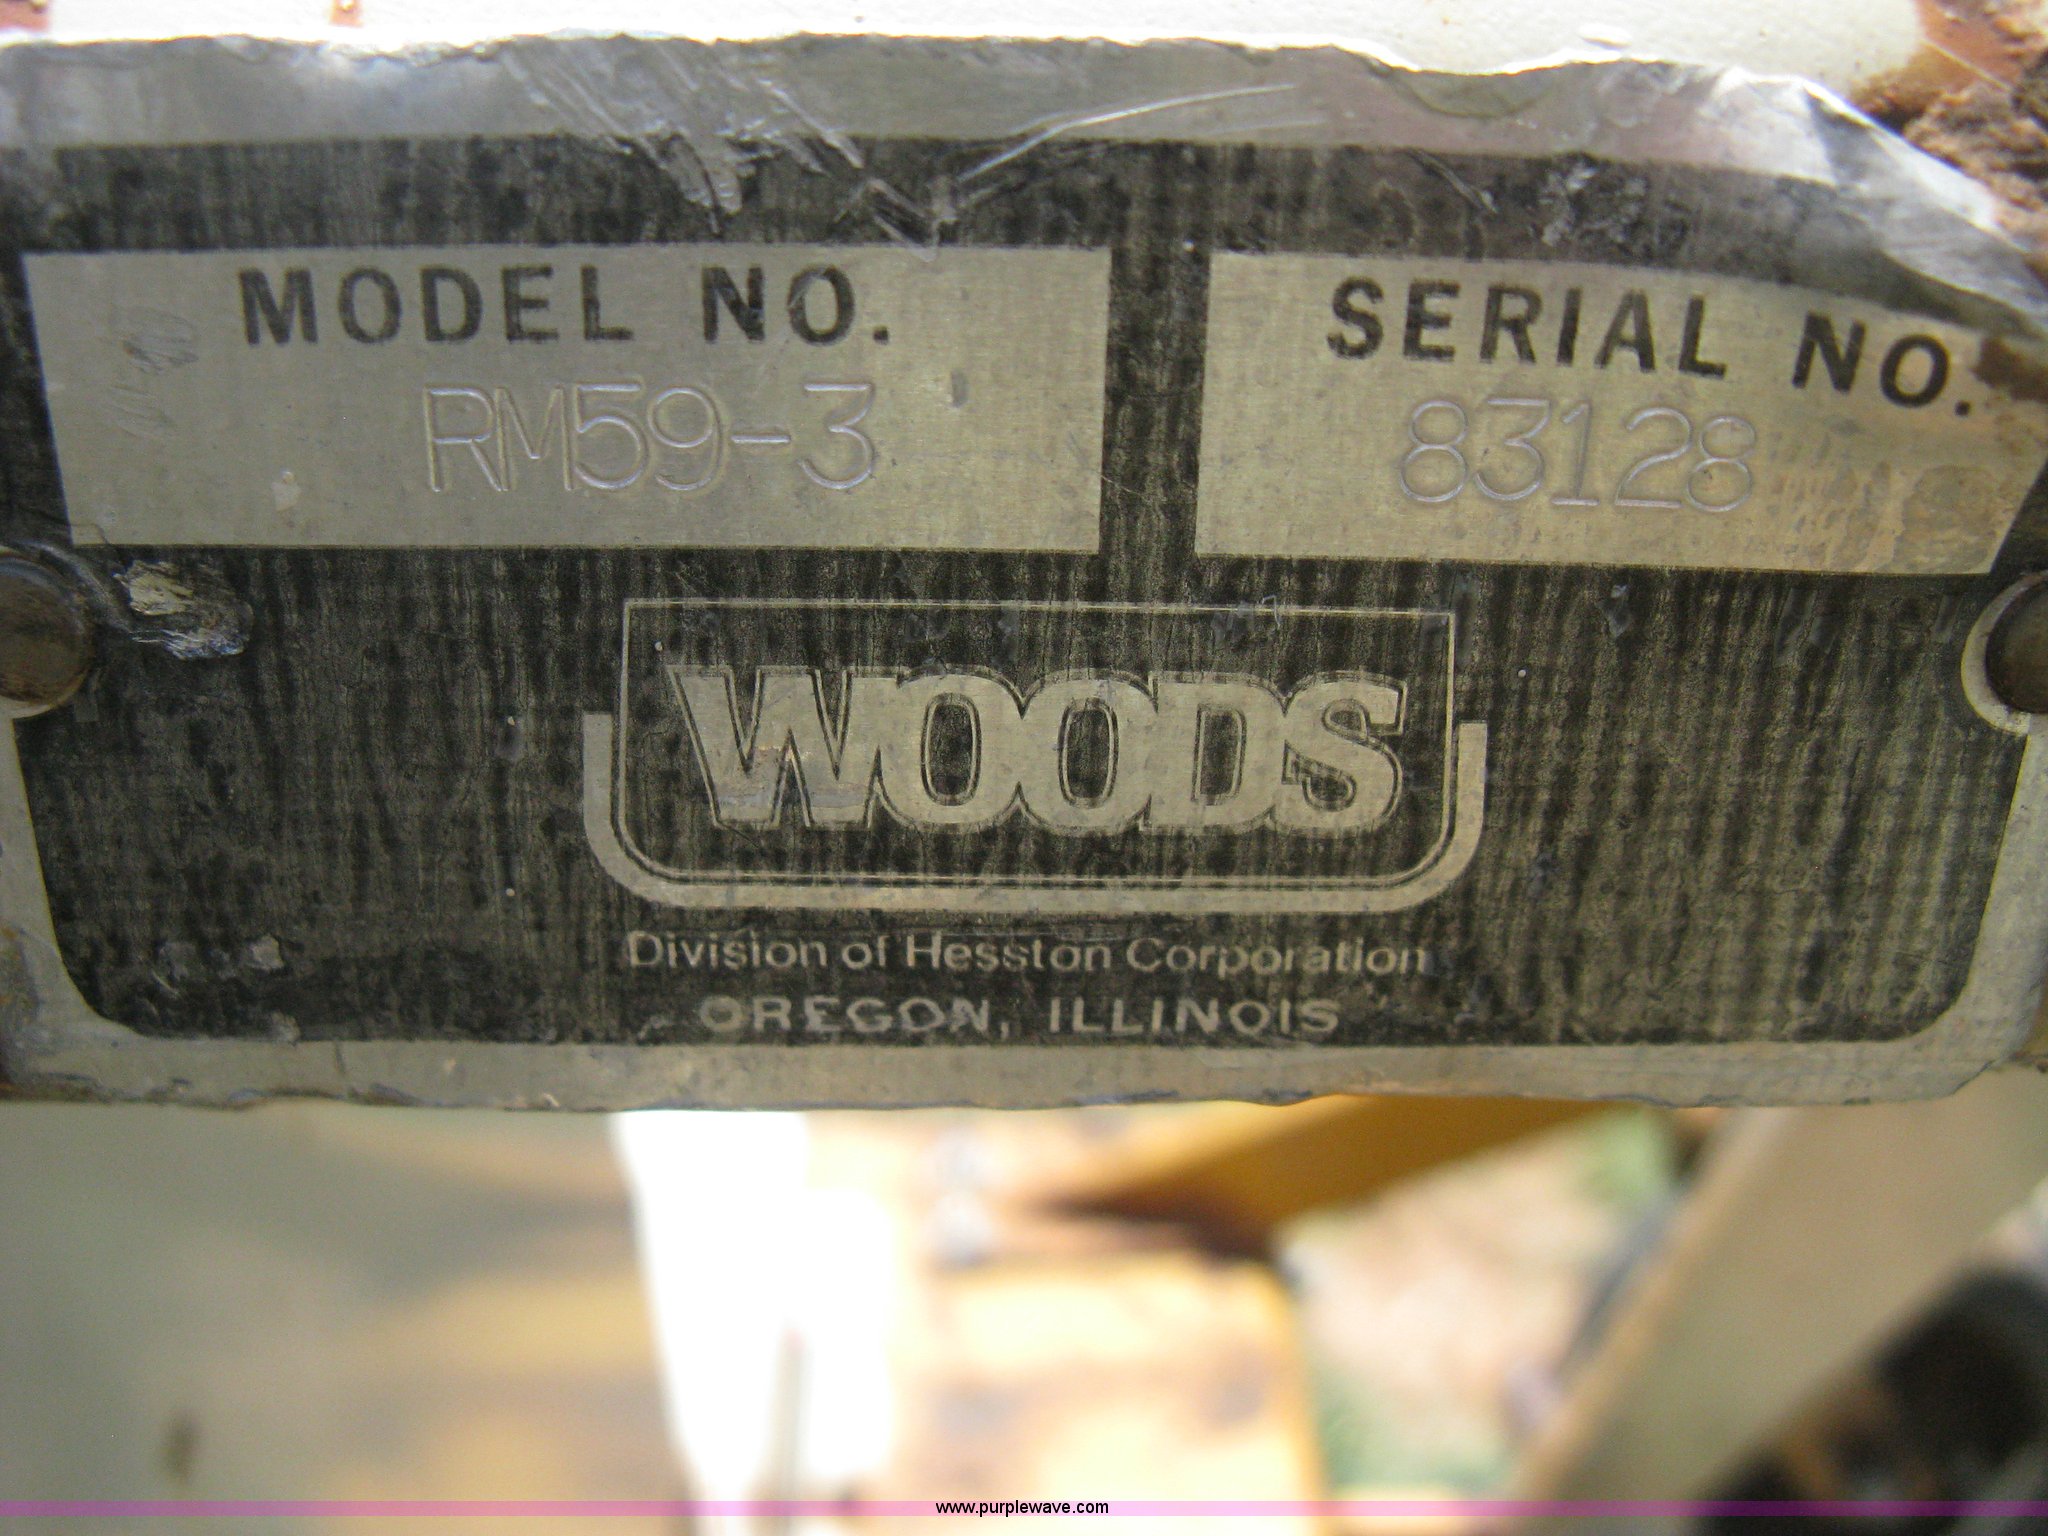 MODEL NO.
RM59-3
SERIAL NO.
83128
WOODS
Division of Hesston Corporation
OREGON, ILLINOIS
www.purplewave.com